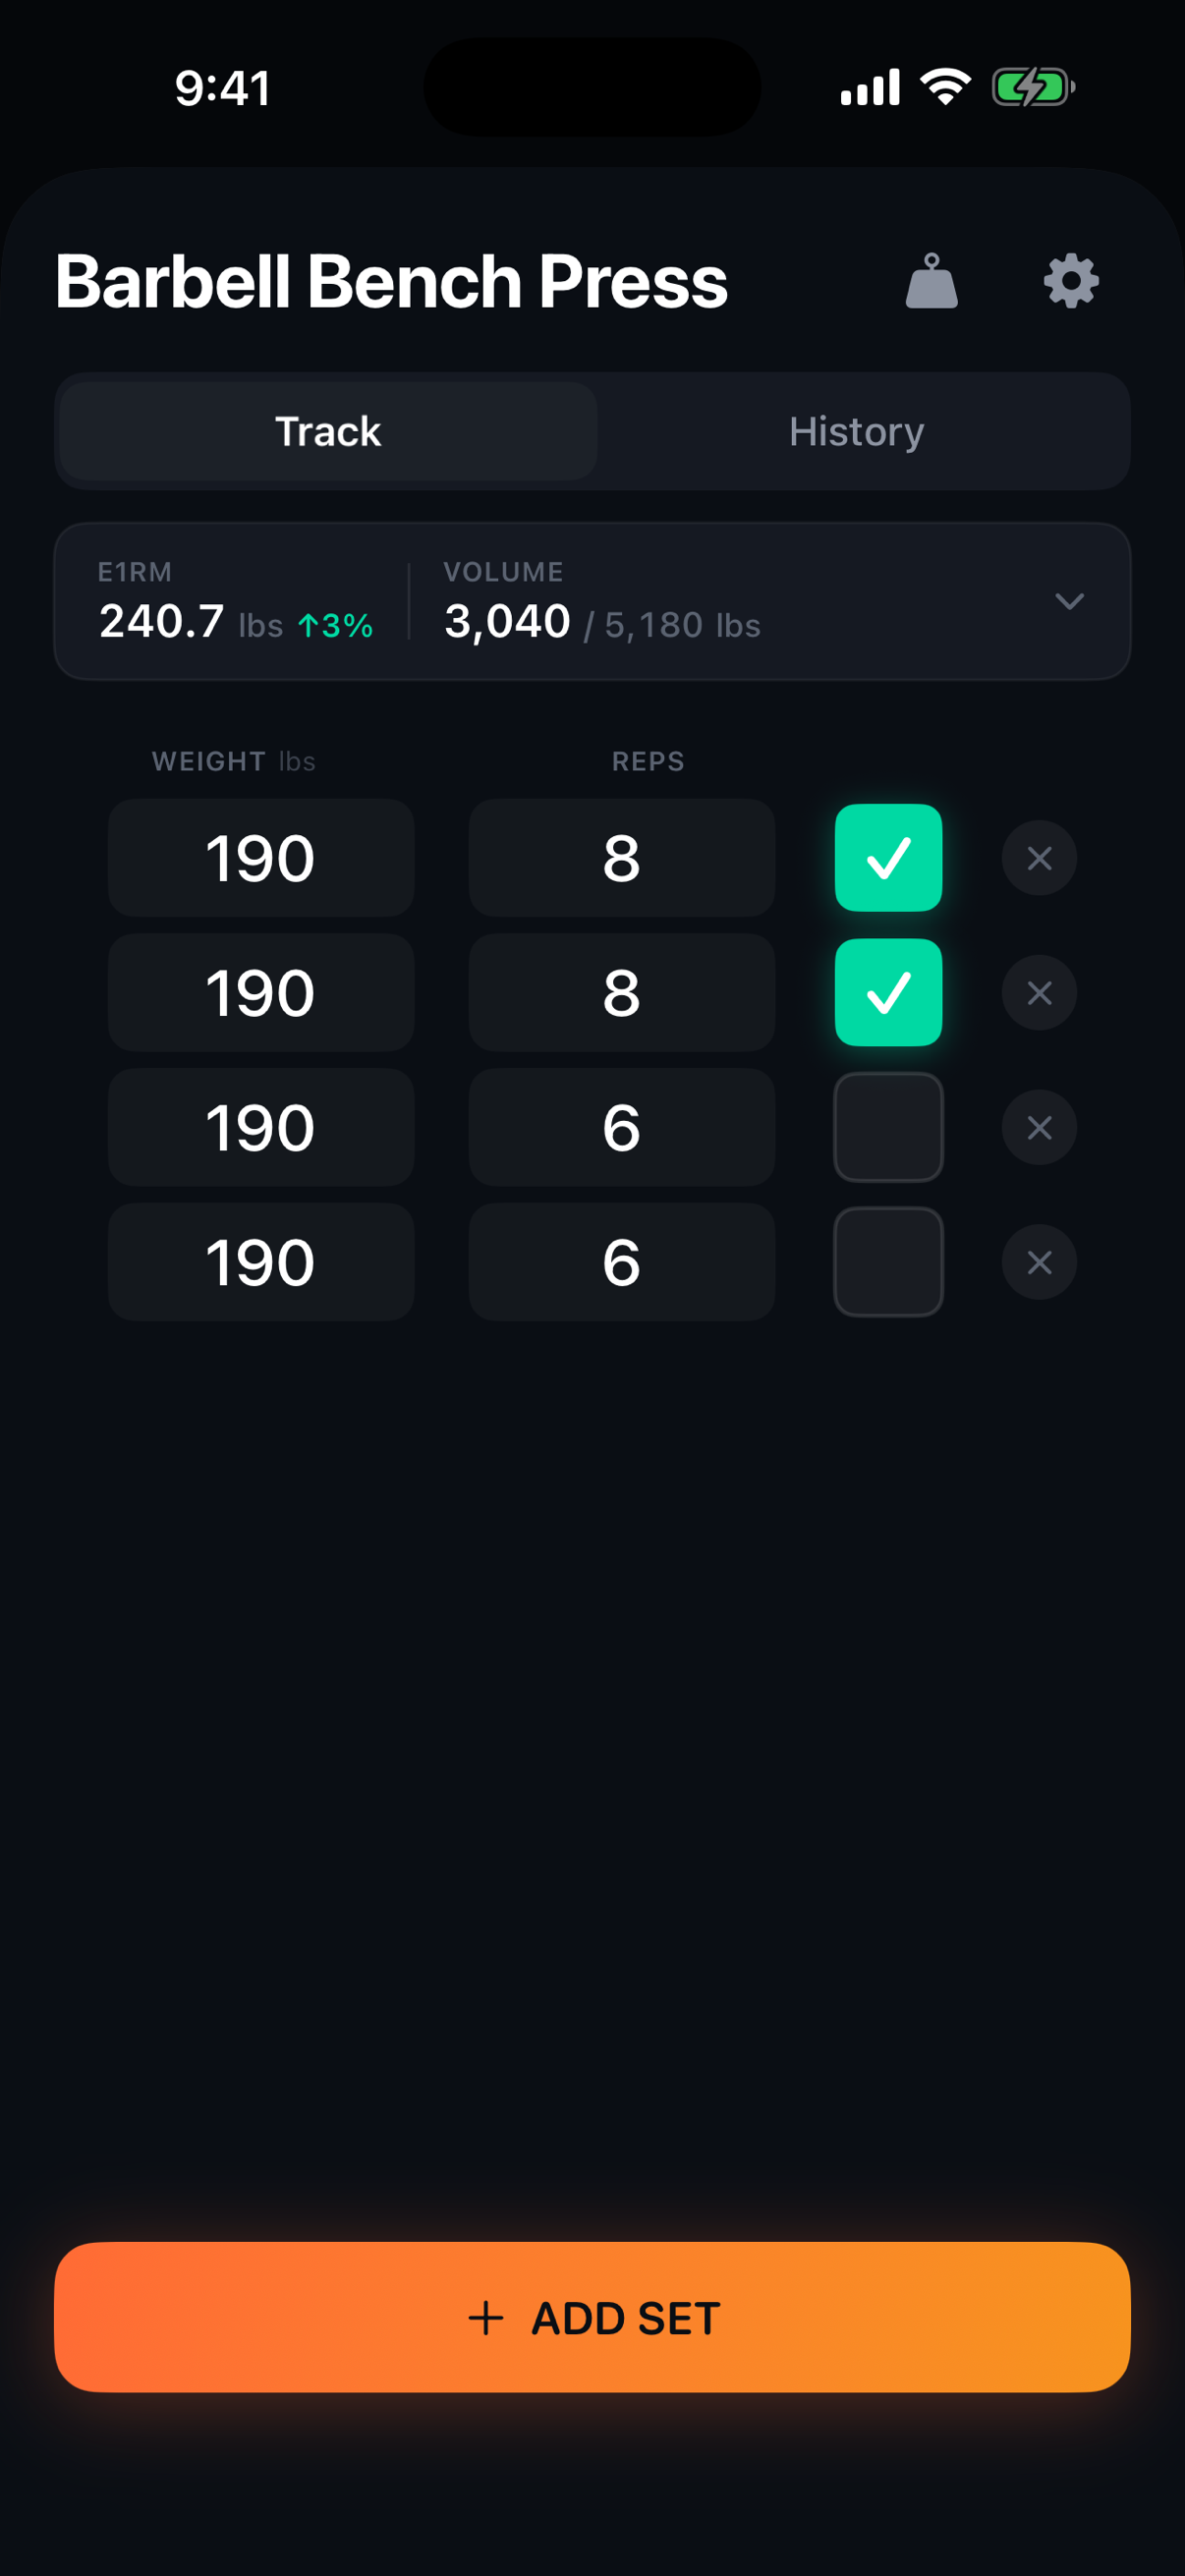 9:41
Barbell Bench Press
Track History
E1RM VOLUME
240.7 lbs ↑3% 3,040 / 5,180 lbs
WEIGHT lbs REPS
190 8
190 8
190 6
190 6
+ ADD SET